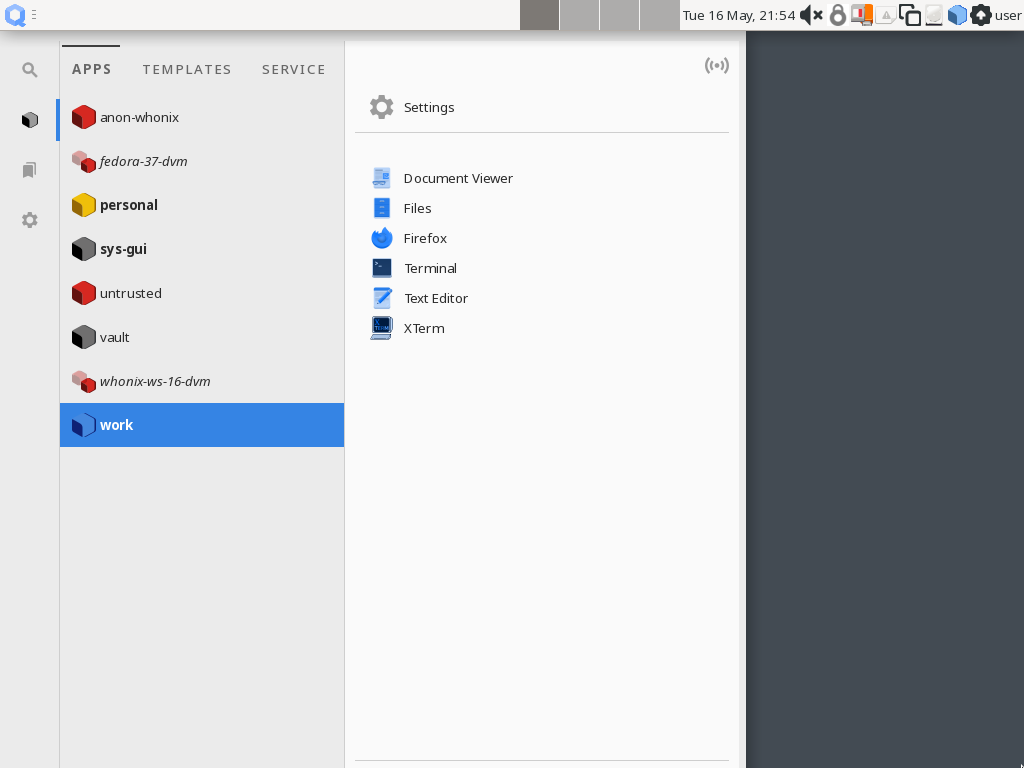 Tue 16 May, 21:54 user
APPS TEMPLATES SERVICE
anon-whonix
fedora-37-dvm
personal
sys-gui
untrusted
vault
whonix-ws-16-dvm
work
Settings
Document Viewer
Files
Firefox
Terminal
Text Editor
XTerm